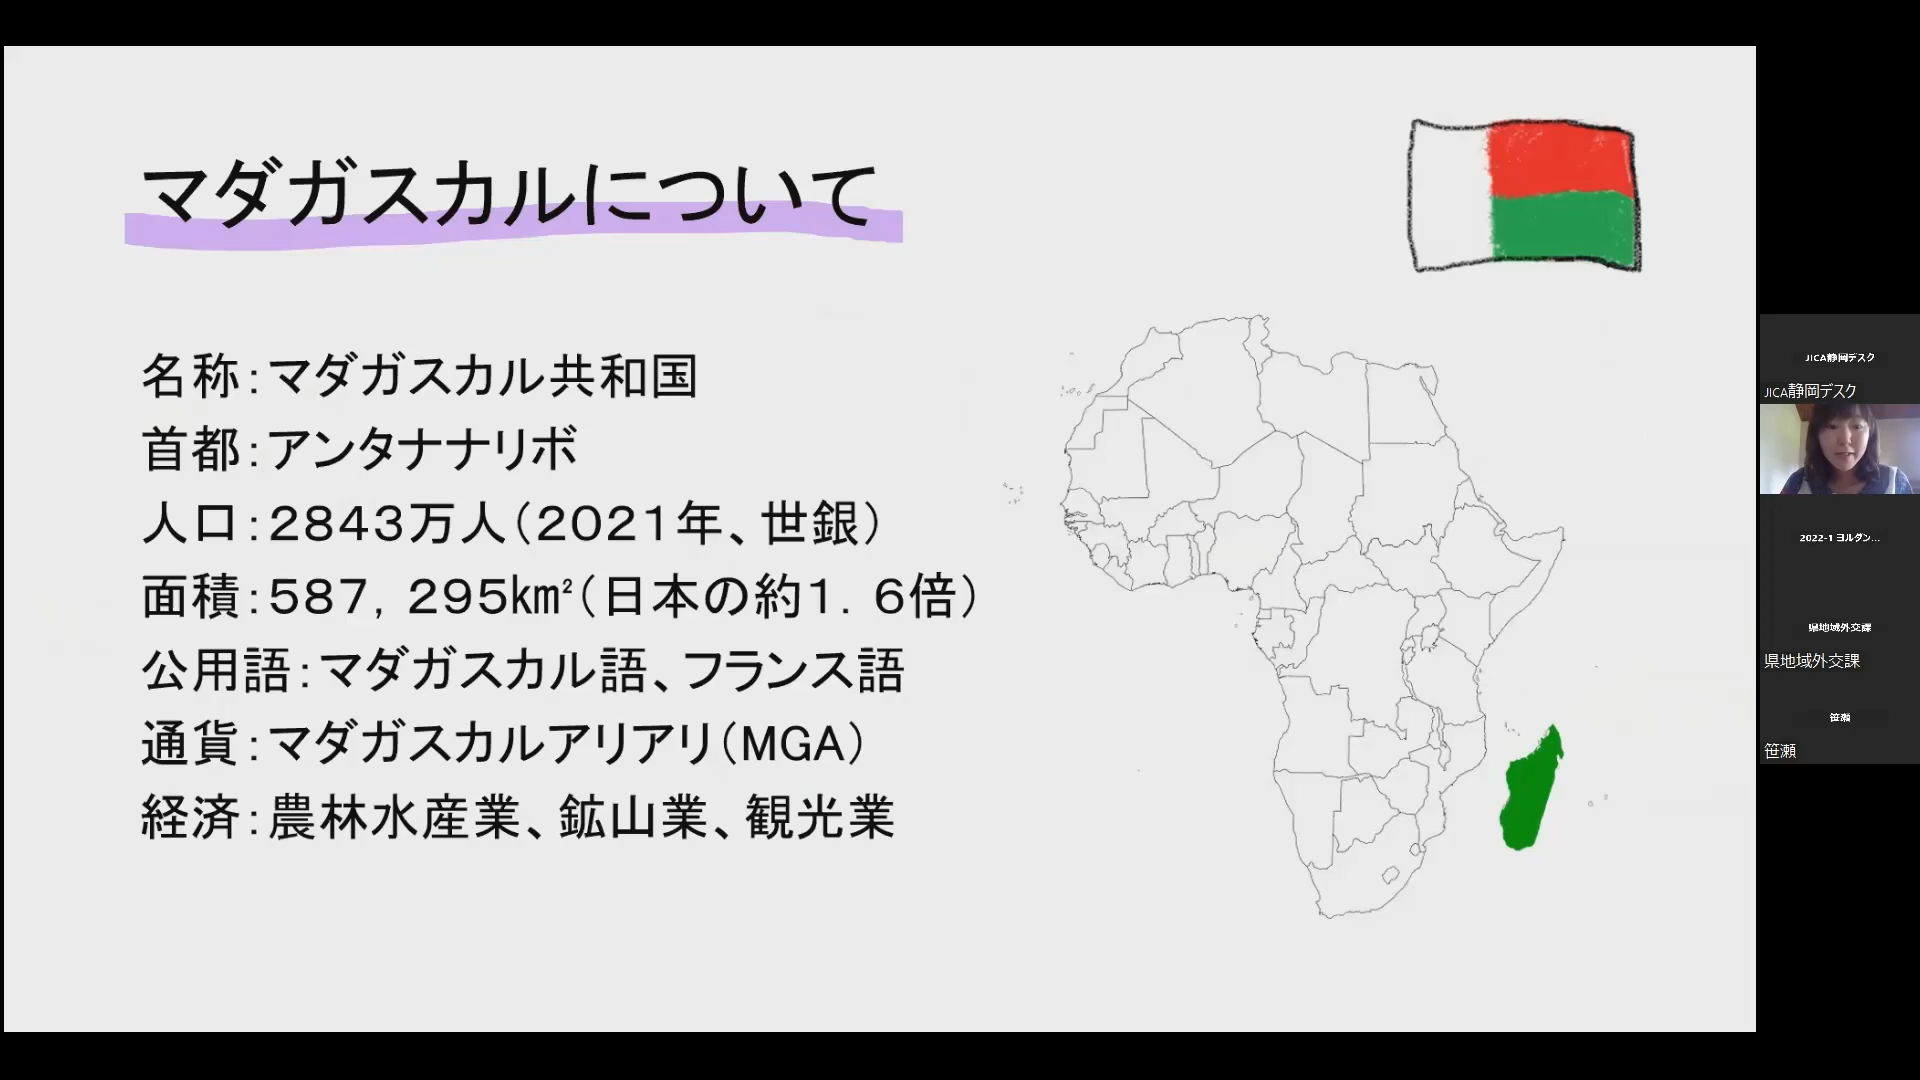 マダガスカルについて
名称：マダガスカル共和国
首都：アンタナナリボ
人口：２８４３万人（２０２１年、世銀）
面積：５８７，２９５㎢（日本の約１．６倍）
公用語：マダガスカル語、フランス語
通貨：マダガスカルアリアリ（MGA）
経済：農林水産業、鉱山業、観光業
JICA静岡デスク
JICA静岡デスク
2022-1 ヨルダン...
県地域外交課
県地域外交課
笹瀬
笹瀬